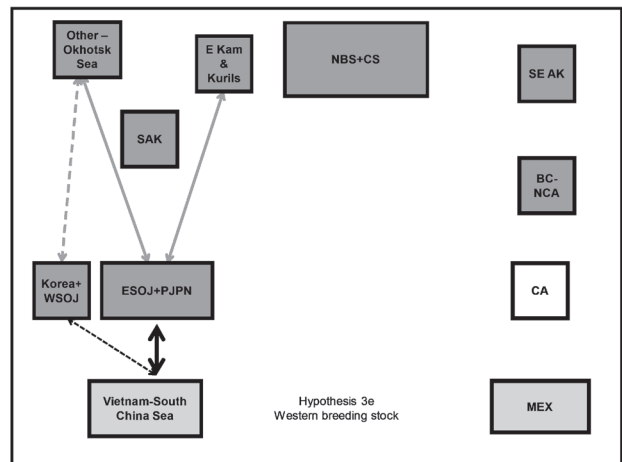 Other –
Okhotsk
Sea
E Kam
&
Kurils
NBS+CS
SE AK
SAK
BC-
NCA
Korea+
WSOJ
ESOJ+PJPN
CA
Vietnam-South
China Sea
Hypothesis 3e
Western breeding stock
MEX